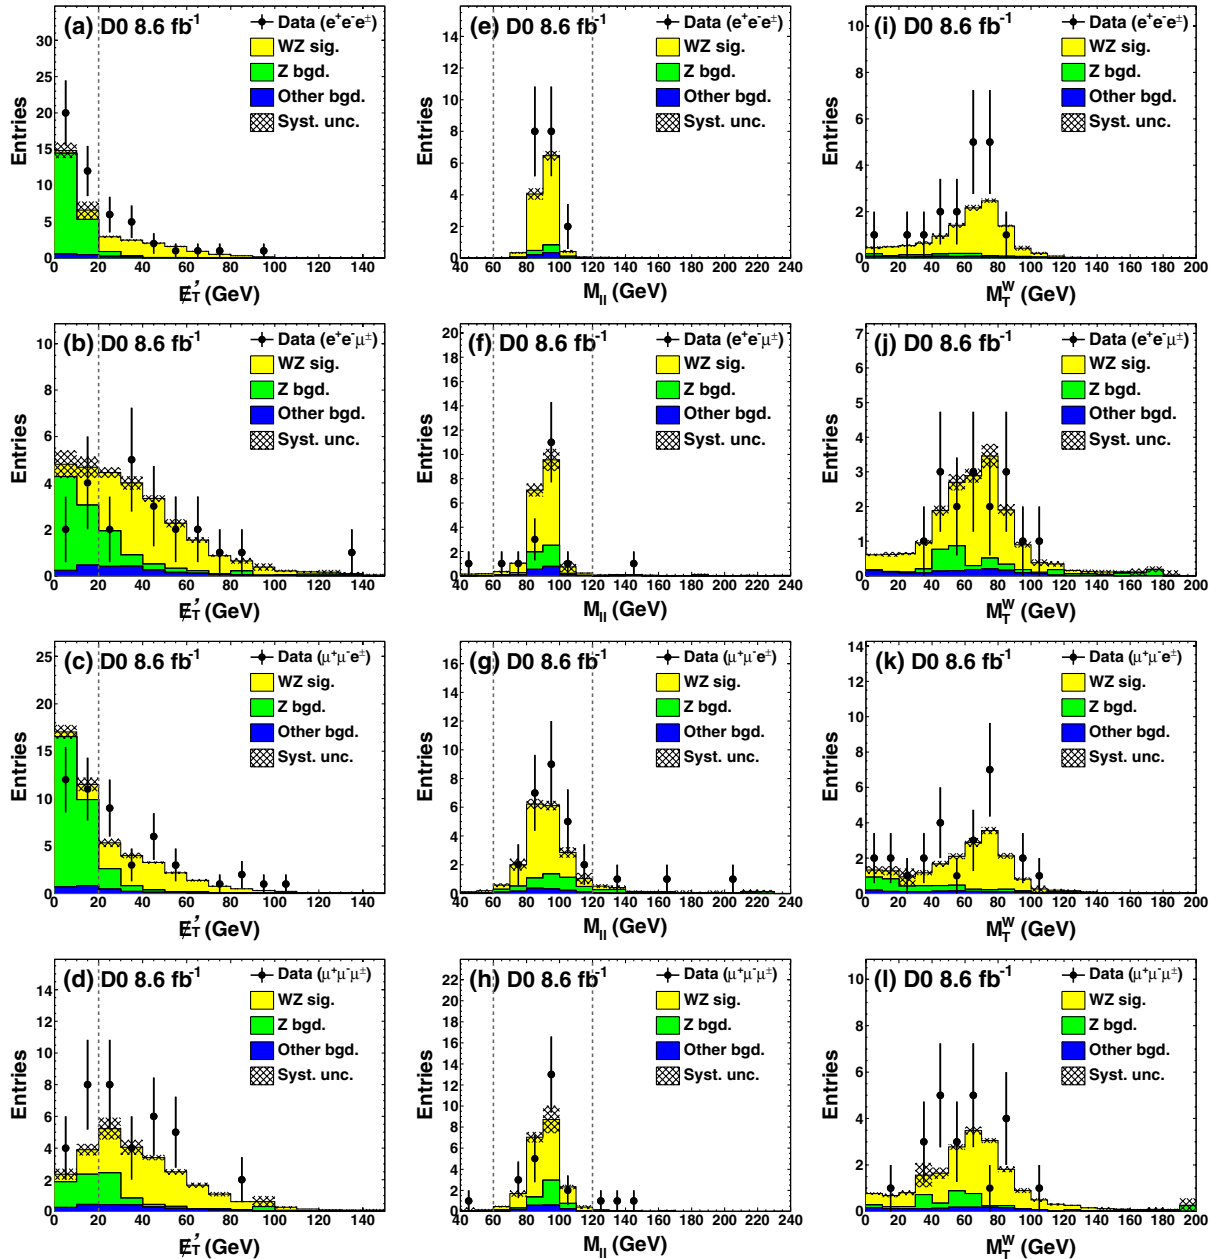 (a) D0 8.6 fb⁻¹
Data (e⁺e⁻e±)
WZ sig.
Z bgd.
Other bgd.
Syst. unc.
Entries
30
25
20
15
10
5
0
0 20 40 60 80 100 120 140
E̸′_T (GeV)
(e) D0 8.6 fb⁻¹
Data (e⁺e⁻e±)
WZ sig.
Z bgd.
Other bgd.
Syst. unc.
Entries
14
12
10
8
6
4
2
0
40 60 80 100 120 140 160 180 200 220 240
M_ll (GeV)
(i) D0 8.6 fb⁻¹
Data (e⁺e⁻e±)
WZ sig.
Z bgd.
Other bgd.
Syst. unc.
Entries
10
8
6
4
2
0
0 20 40 60 80 100 120 140 160 180 200
M_T^W (GeV)
(b) D0 8.6 fb⁻¹
Data (e⁺e⁻μ±)
WZ sig.
Z bgd.
Other bgd.
Syst. unc.
Entries
10
8
6
4
2
0
0 20 40 60 80 100 120 140
E̸′_T (GeV)
(f) D0 8.6 fb⁻¹
Data (e⁺e⁻μ±)
WZ sig.
Z bgd.
Other bgd.
Syst. unc.
Entries
20
18
16
14
12
10
8
6
4
2
0
40 60 80 100 120 140 160 180 200 220 240
M_ll (GeV)
(j) D0 8.6 fb⁻¹
Data (e⁺e⁻μ±)
WZ sig.
Z bgd.
Other bgd.
Syst. unc.
Entries
7
6
5
4
3
2
1
0
0 20 40 60 80 100 120 140 160 180 200
M_T^W (GeV)
(c) D0 8.6 fb⁻¹
Data (μ⁺μ⁻e±)
WZ sig.
Z bgd.
Other bgd.
Syst. unc.
Entries
25
20
15
10
5
0
0 20 40 60 80 100 120 140
E̸′_T (GeV)
(g) D0 8.6 fb⁻¹
Data (μ⁺μ⁻e±)
WZ sig.
Z bgd.
Other bgd.
Syst. unc.
Entries
16
14
12
10
8
6
4
2
0
40 60 80 100 120 140 160 180 200 220 240
M_ll (GeV)
(k) D0 8.6 fb⁻¹
Data (μ⁺μ⁻e±)
WZ sig.
Z bgd.
Other bgd.
Syst. unc.
Entries
14
12
10
8
6
4
2
0
0 20 40 60 80 100 120 140 160 180 200
M_T^W (GeV)
(d) D0 8.6 fb⁻¹
Data (μ⁺μ⁻μ±)
WZ sig.
Z bgd.
Other bgd.
Syst. unc.
Entries
14
12
10
8
6
4
2
0
0 20 40 60 80 100 120 140
E̸′_T (GeV)
(h) D0 8.6 fb⁻¹
Data (μ⁺μ⁻μ±)
WZ sig.
Z bgd.
Other bgd.
Syst. unc.
Entries
22
20
18
16
14
12
10
8
6
4
2
0
40 60 80 100 120 140 160 180 200 220 240
M_ll (GeV)
(l) D0 8.6 fb⁻¹
Data (μ⁺μ⁻μ±)
WZ sig.
Z bgd.
Other bgd.
Syst. unc.
Entries
10
8
6
4
2
0
0 20 40 60 80 100 120 140 160 180 200
M_T^W (GeV)